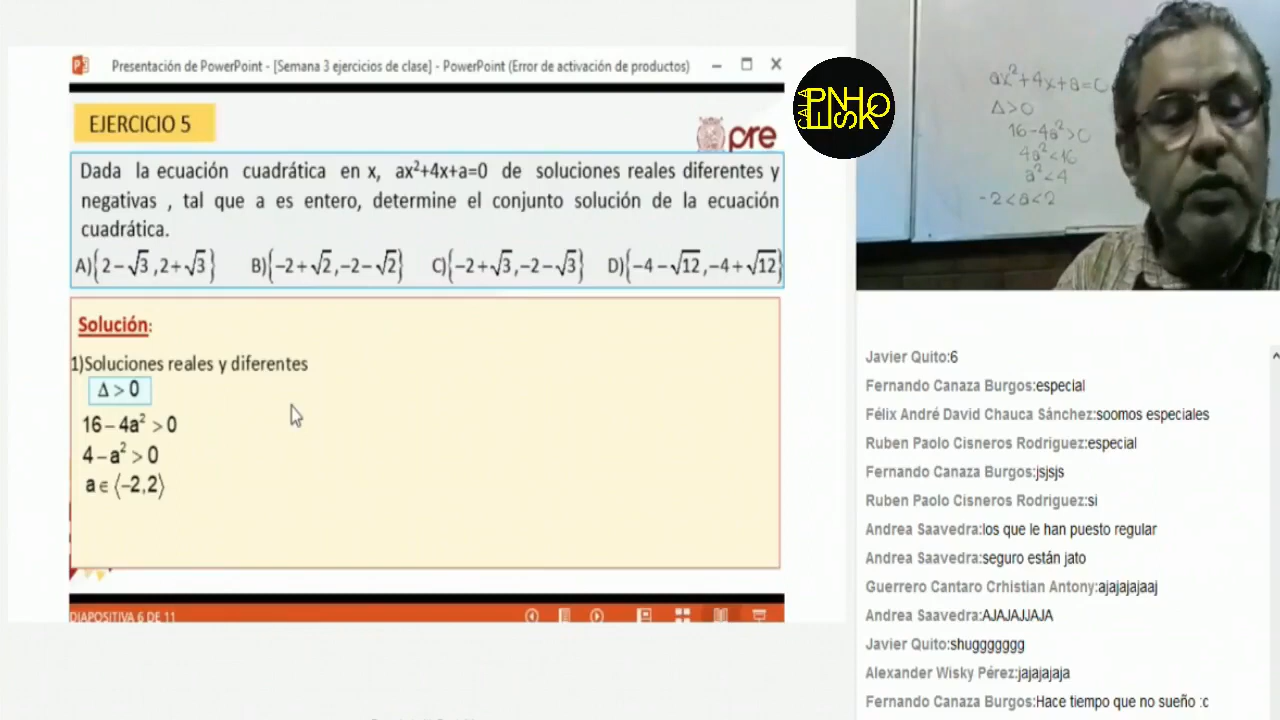 Presentación de PowerPoint - [Semana 3 ejercicios de clase] - PowerPoint (Error de activación de productos)
EJERCICIO 5
pre
Dada la ecuación cuadrática en x, ax²+4x+a=0 de soluciones reales diferentes y
negativas , tal que a es entero, determine el conjunto solución de la ecuación
cuadrática.
A){2−√3 ,2+√3} B){−2+√2,−2−√2} C){−2+√3,−2−√3} D){−4−√12,−4+√12}
Solución:
1)Soluciones reales y diferentes
Δ > 0
16 − 4a² > 0
4 − a² > 0
a ∈ ⟨−2,2⟩
DIAPOSITIVA 6 DE 11
ax²+4x+a=0
Δ>0
16-4a²>0
4a²<16
a²<4
-2<a<2
Javier Quito:6
Fernando Canaza Burgos:especial
Félix André David Chauca Sánchez:soomos especiales
Ruben Paolo Cisneros Rodriguez:especial
Fernando Canaza Burgos:jsjsjs
Ruben Paolo Cisneros Rodriguez:si
Andrea Saavedra:los que le han puesto regular
Andrea Saavedra:seguro están jato
Guerrero Cantaro Crhistian Antony:ajajajajaaj
Andrea Saavedra:AJAJAJJAJA
Javier Quito:shuggggggg
Alexander Wisky Pérez:jajajajaja
Fernando Canaza Burgos:Hace tiempo que no sueño :c